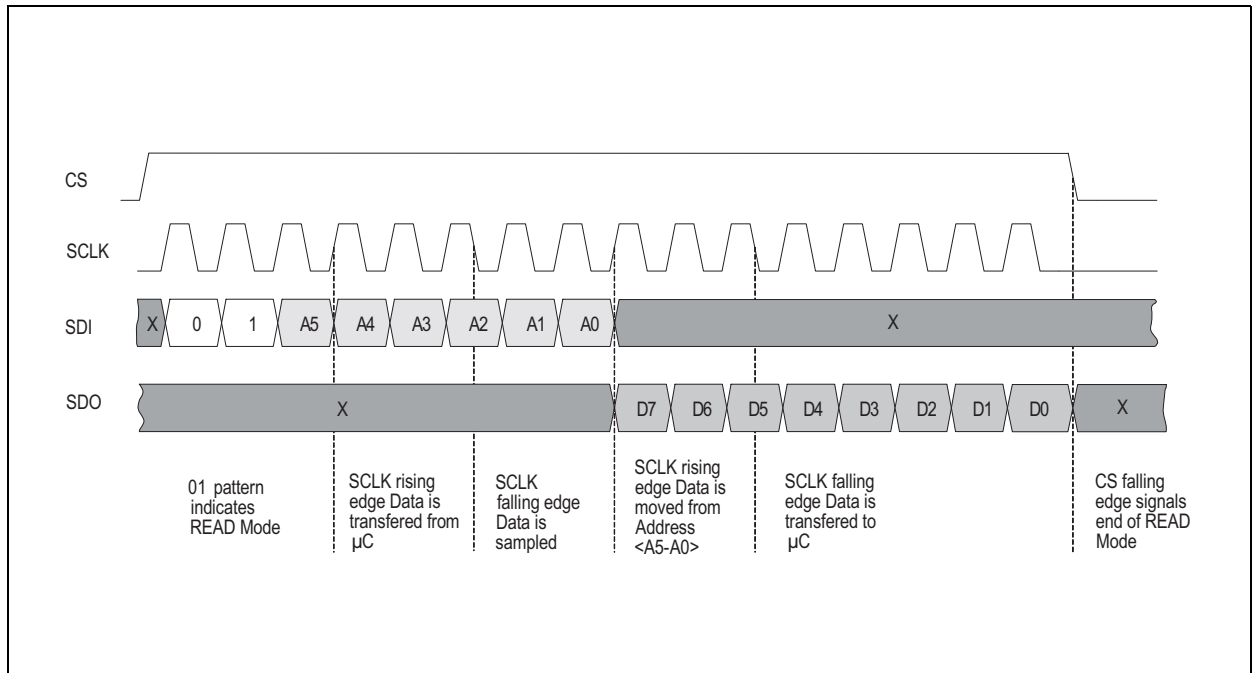 CS
SCLK
SDI
X 0 1 A5 A4 A3 A2 A1 A0 X
SDO
X D7 D6 D5 D4 D3 D2 D1 D0 X
01 pattern
indicates
READ Mode
SCLK rising
edge Data is
transfered from
µC
SCLK
falling edge
Data is
sampled
SCLK rising
edge Data is
moved from
Address
<A5-A0>
SCLK falling
edge Data is
transfered to
µC
CS falling
edge signals
end of READ
Mode